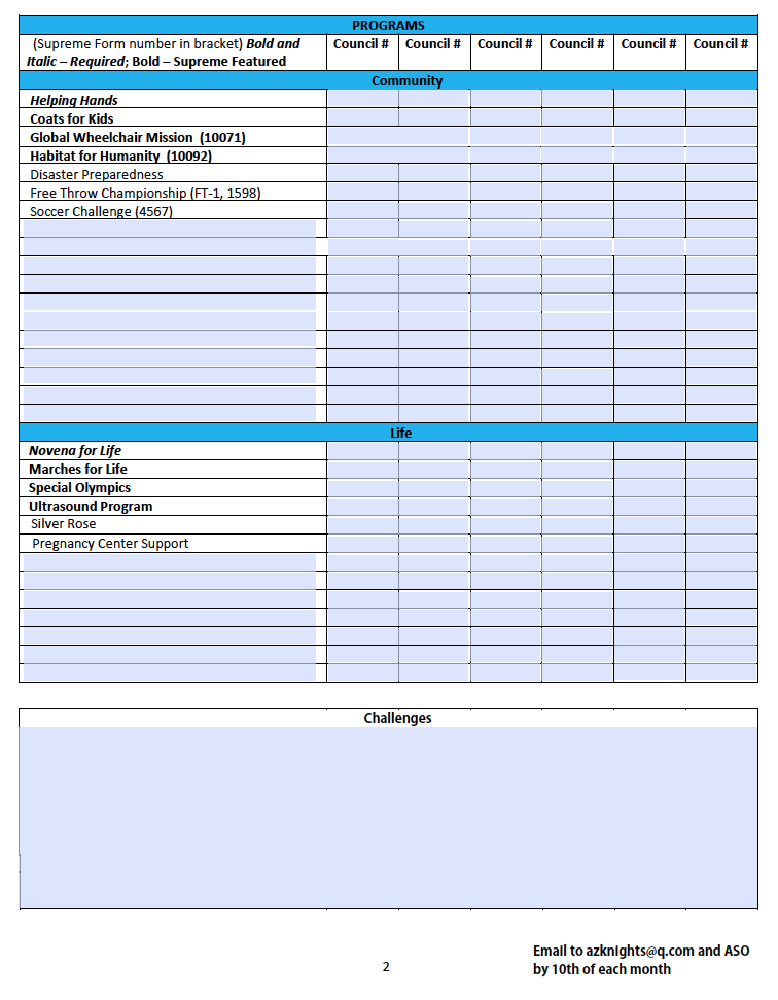 PROGRAMS
(Supreme Form number in bracket) Bold and Italic – Required; Bold – Supreme Featured
Council # Council # Council # Council # Council # Council #
Community
Helping Hands
Coats for Kids
Global Wheelchair Mission (10071)
Habitat for Humanity (10092)
Disaster Preparedness
Free Throw Championship (FT-1, 1598)
Soccer Challenge (4567)
Life
Novena for Life
Marches for Life
Special Olympics
Ultrasound Program
Silver Rose
Pregnancy Center Support
Challenges
Email to azknights@q.com and ASO
by 10th of each month
2